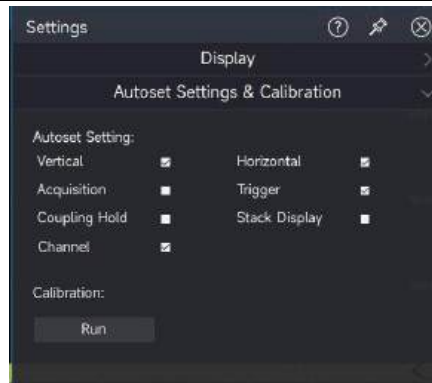 Settings
Display
Autoset Settings & Calibration
Autoset Setting:
Vertical Horizontal
Acquisition Trigger
Coupling Hold Stack Display
Channel
Calibration:
Run